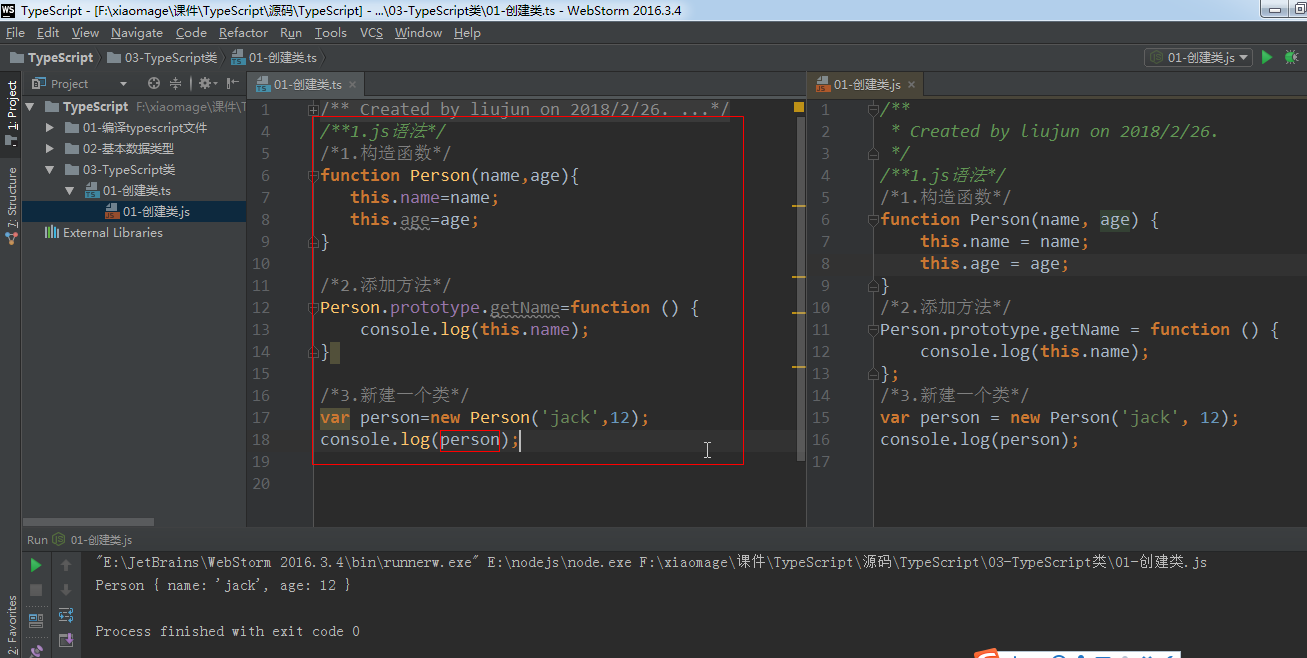 TypeScript - [F:\xiaomage\课件\TypeScript\源码\TypeScript] - ...\03-TypeScript类\01-创建类.ts - WebStorm 2016.3.4
File Edit View Navigate Code Refactor Run Tools VCS Window Help
TypeScript 03-TypeScript类 01-创建类.ts 01-创建类.js
Project 01-创建类.ts × 01-创建类.js ×
1: Project
7: Structure
2: Favorites
TypeScript F:\xiaomage\课件\T
01-编译typescript文件
02-基本数据类型
03-TypeScript类
01-创建类.ts
01-创建类.js
External Libraries
1 /** Created by liujun on 2018/2/26. ...*/
4 /**1.js语法*/
5 /*1.构造函数*/
6 function Person(name,age){
7 this.name=name;
8 this.age=age;
9 }
10
11 /*2.添加方法*/
12 Person.prototype.getName=function () {
13 console.log(this.name);
14 }
15
16 /*3.新建一个类*/
17 var person=new Person('jack',12);
18 console.log(person);
19
20
1 /**
2 * Created by liujun on 2018/2/26.
3 */
4 /**1.js语法*/
5 /*1.构造函数*/
6 function Person(name, age) {
7 this.name = name;
8 this.age = age;
9 }
10 /*2.添加方法*/
11 Person.prototype.getName = function () {
12 console.log(this.name);
13 };
14 /*3.新建一个类*/
15 var person = new Person('jack', 12);
16 console.log(person);
17
Run 01-创建类.js
"E:\JetBrains\WebStorm 2016.3.4\bin\runnerw.exe" E:\nodejs\node.exe F:\xiaomage\课件\TypeScript\源码\TypeScript\03-TypeScript类\01-创建类.js
Person { name: 'jack', age: 12 }
Process finished with exit code 0